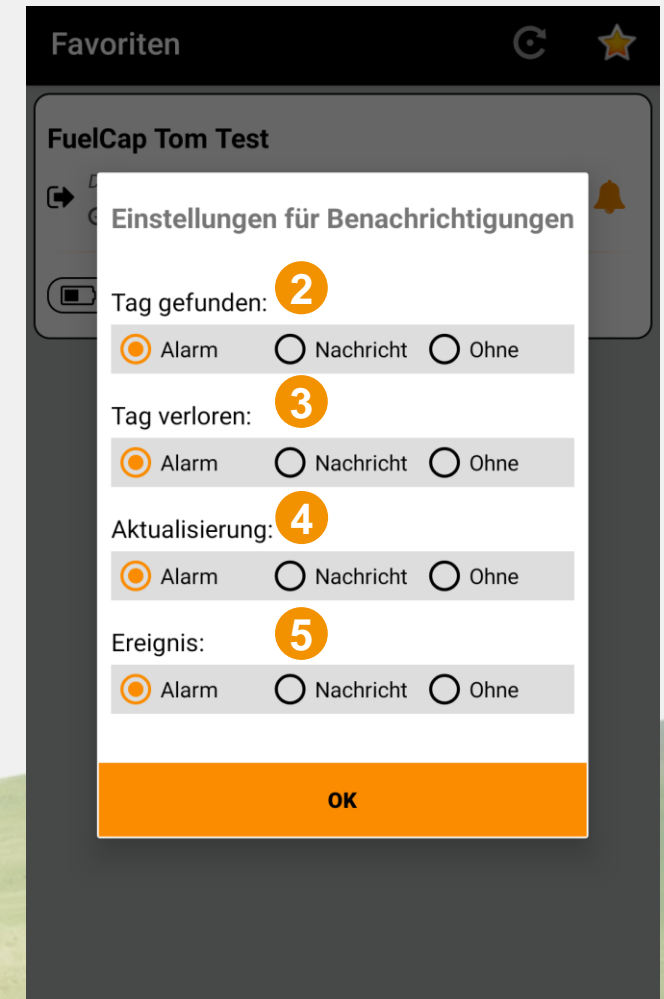 Favoriten
FuelCap Tom Test
Einstellungen für Benachrichtigungen
Tag gefunden: 2
Alarm Nachricht Ohne
Tag verloren: 3
Alarm Nachricht Ohne
Aktualisierung: 4
Alarm Nachricht Ohne
Ereignis: 5
Alarm Nachricht Ohne
OK